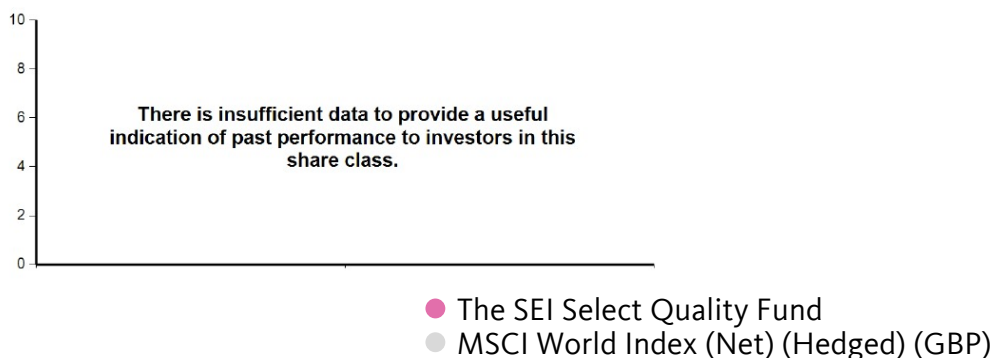 10
8
6
4
2
0
There is insufficient data to provide a useful
indication of past performance to investors in this
share class.
The SEI Select Quality Fund
MSCI World Index (Net) (Hedged) (GBP)